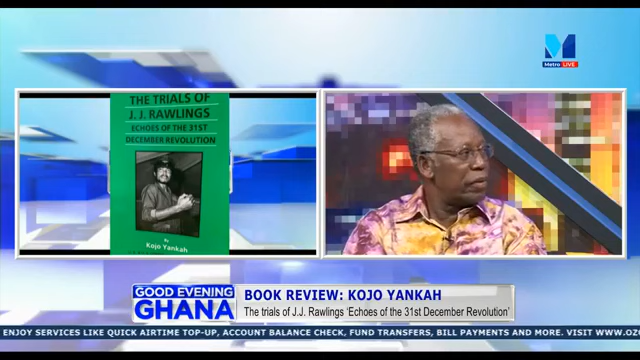 M
Metro LIVE
THE TRIALS OF
J. J. RAWLINGS
ECHOES OF THE 31ST
DECEMBER REVOLUTION
By
Kojo Yankah
GOOD EVENING
GHANA
BOOK REVIEW: KOJO YANKAH
The trials of J.J. Rawlings 'Echoes of the 31st December Revolution'
ENJOY SERVICES LIKE QUICK AIRTIME TOP-UP, ACCOUNT BALANCE CHECK, FUND TRANSFERS, BILL PAYMENTS AND MORE. VISIT WWW.OZ